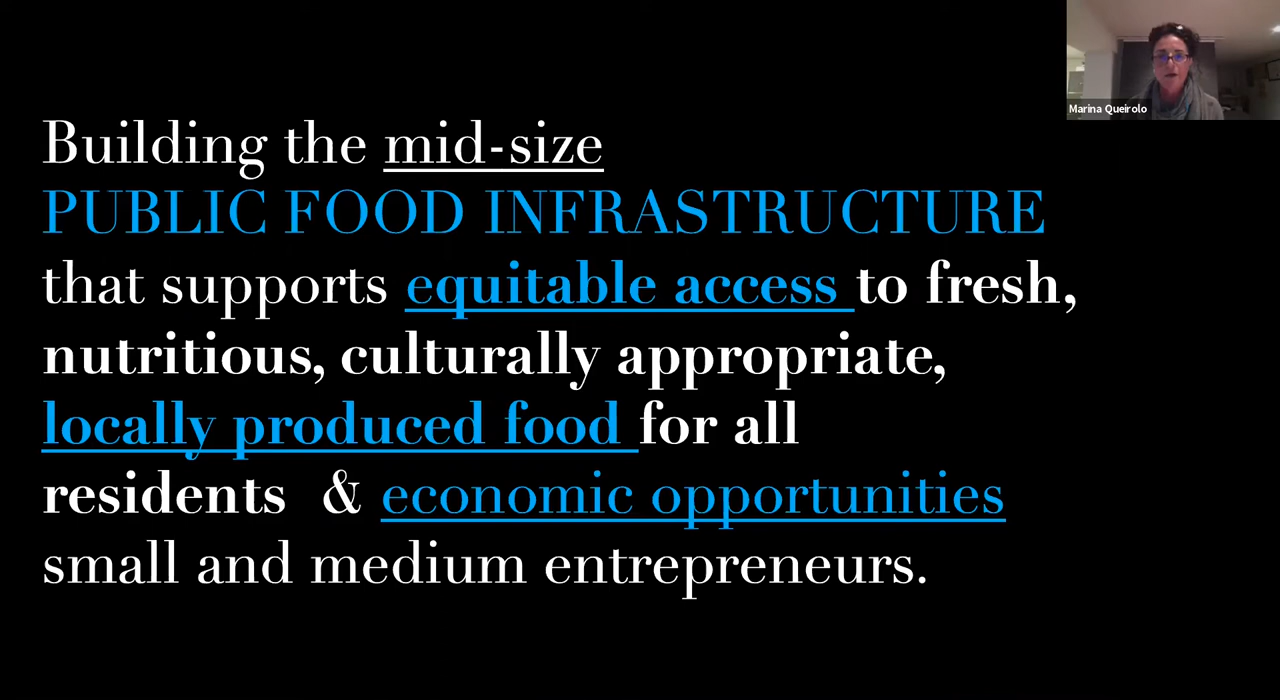 Marina Queirolo
Building the mid-size
PUBLIC FOOD INFRASTRUCTURE
that supports equitable access to fresh,
nutritious, culturally appropriate,
locally produced food for all
residents & economic opportunities
small and medium entrepreneurs.